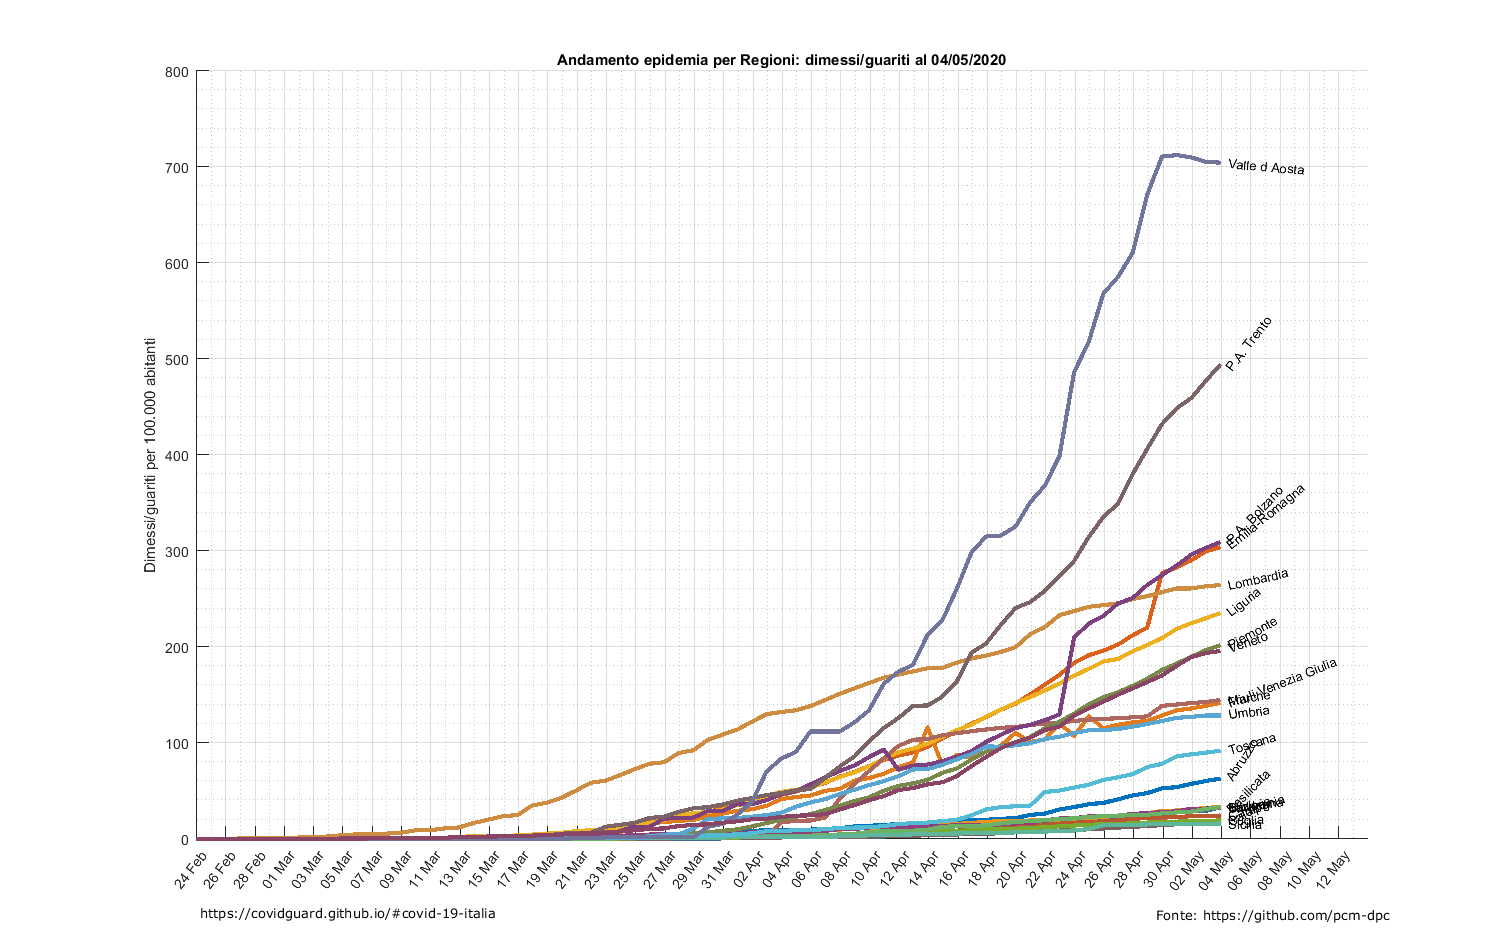 Andamento epidemia per Regioni: dimessi/guariti al 04/05/2020
Dimessi/guariti per 100.000 abitanti
800
700
600
500
400
300
200
100
0
Valle d Aosta
P.A. Trento
P.A. Bolzano
Emilia-Romagna
Lombardia
Liguria
Piemonte
Veneto
Friuli Venezia Giulia
Marche
Umbria
Toscana
Abruzzo
Basilicata
Sicilia
24 Feb
26 Feb
28 Feb
01 Mar
03 Mar
05 Mar
07 Mar
09 Mar
11 Mar
13 Mar
15 Mar
17 Mar
19 Mar
21 Mar
23 Mar
25 Mar
27 Mar
29 Mar
31 Mar
02 Apr
04 Apr
06 Apr
08 Apr
10 Apr
12 Apr
14 Apr
16 Apr
18 Apr
20 Apr
22 Apr
24 Apr
26 Apr
28 Apr
30 Apr
02 May
04 May
06 May
08 May
10 May
12 May
https://covidguard.github.io/#covid-19-italia
Fonte: https://github.com/pcm-dpc